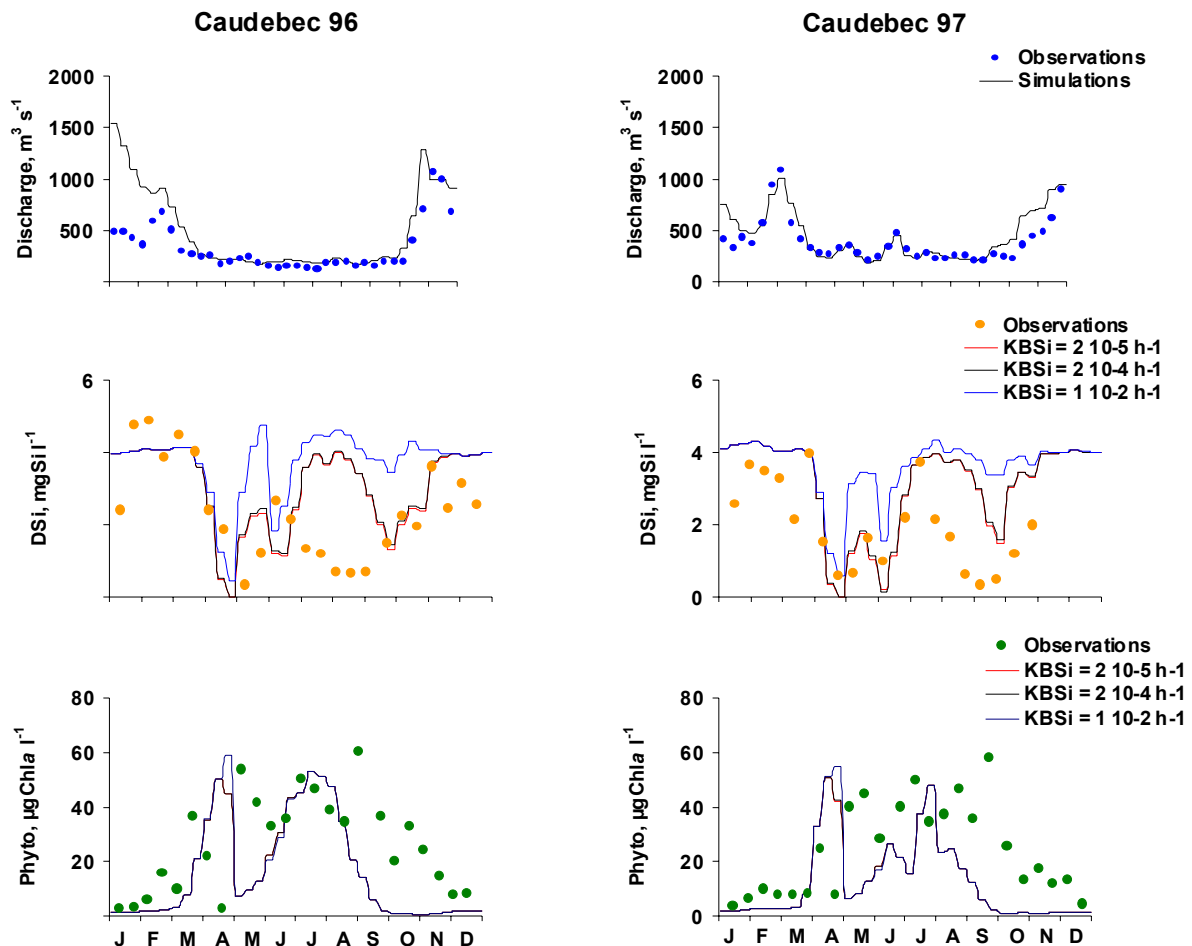 Caudebec 96
Caudebec 97
Observations
Simulations
Discharge, m³ s⁻¹
2000
1500
1000
500
0
Discharge, m³ s⁻¹
2000
1500
1000
500
0
Observations
KBSi = 2 10-5 h-1
KBSi = 2 10-4 h-1
KBSi = 1 10-2 h-1
DSi, mgSi l⁻¹
6
DSi, mgSi l⁻¹
6
4
2
0
Observations
KBSi = 2 10-5 h-1
KBSi = 2 10-4 h-1
KBSi = 1 10-2 h-1
Phyto, µgChla l⁻¹
80
60
40
20
J F M A M J J A S O N D
Phyto, µgChla l⁻¹
80
60
40
20
0
J F M A M J J A S O N D